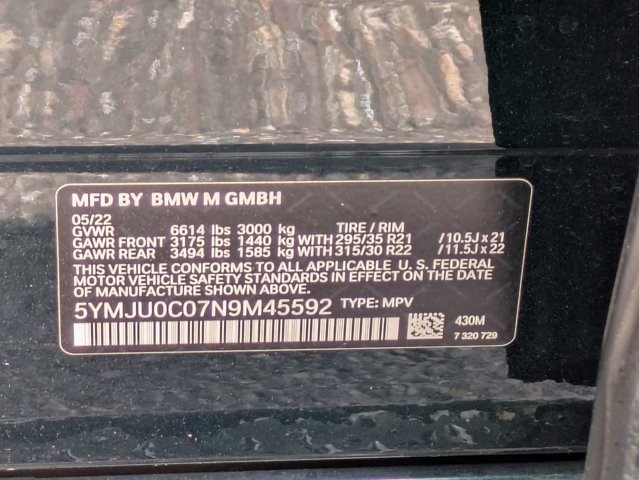 MFD BY BMW M GMBH
05/22
GVWR 6614 lbs 3000 kg TIRE / RIM
GAWR FRONT 3175 lbs 1440 kg WITH 295/35 R21 /10.5J x 21
GAWR REAR 3494 lbs 1585 kg WITH 315/30 R22 /11.5J x 22
THIS VEHICLE CONFORMS TO ALL APPLICABLE U. S. FEDERAL
MOTOR VEHICLE SAFETY STANDARDS IN EFFECT ON THE DATE
OF MANUFACTURE SHOWN ABOVE.
5YMJU0C07N9M45592 TYPE: MPV
430M
7 320 729